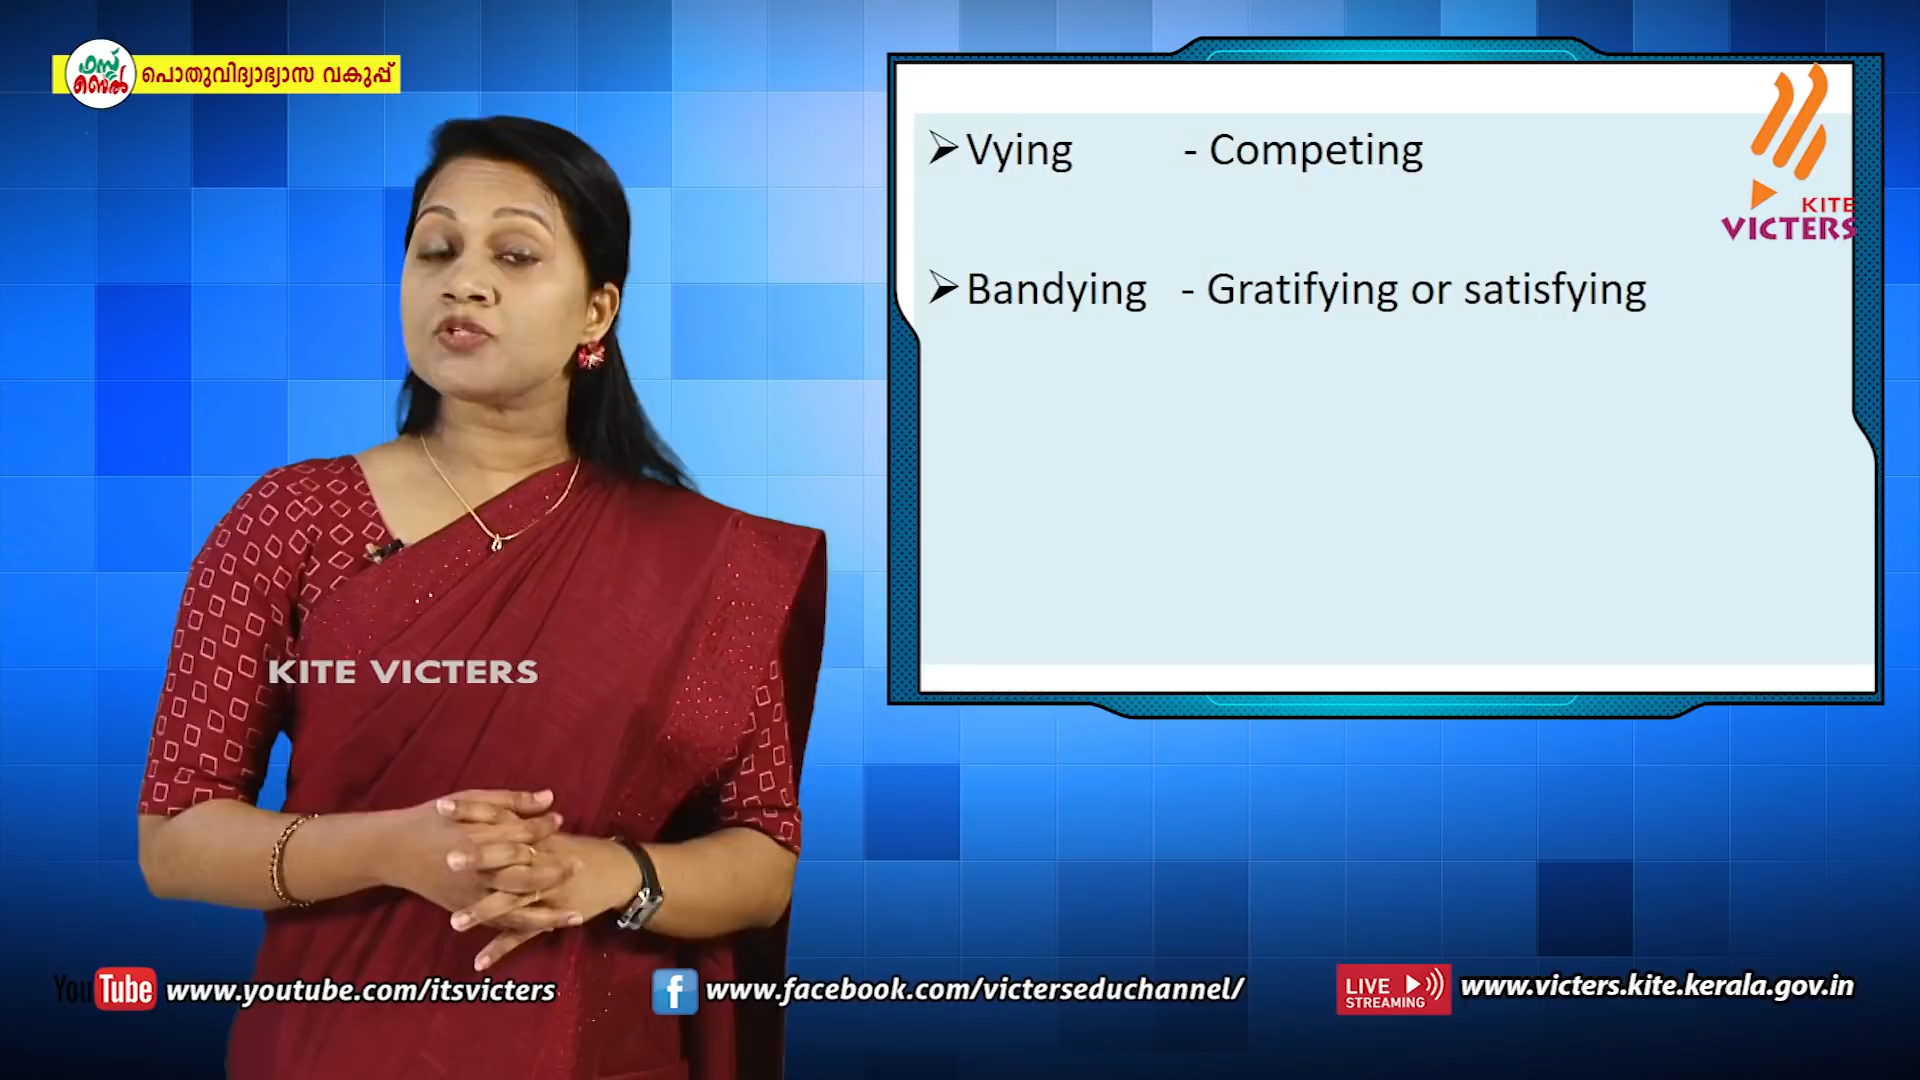 ഫസ്റ്റ്
ബെൽ
പൊതുവിദ്യാഭ്യാസ വകുപ്പ്
➢Vying - Competing
KITE
VICTERS
➢Bandying - Gratifying or satisfying
KITE VICTERS
YouTube www.youtube.com/itsvicters
f www.facebook.com/victerseduchannel/
LIVE
STREAMING
www.victers.kite.kerala.gov.in